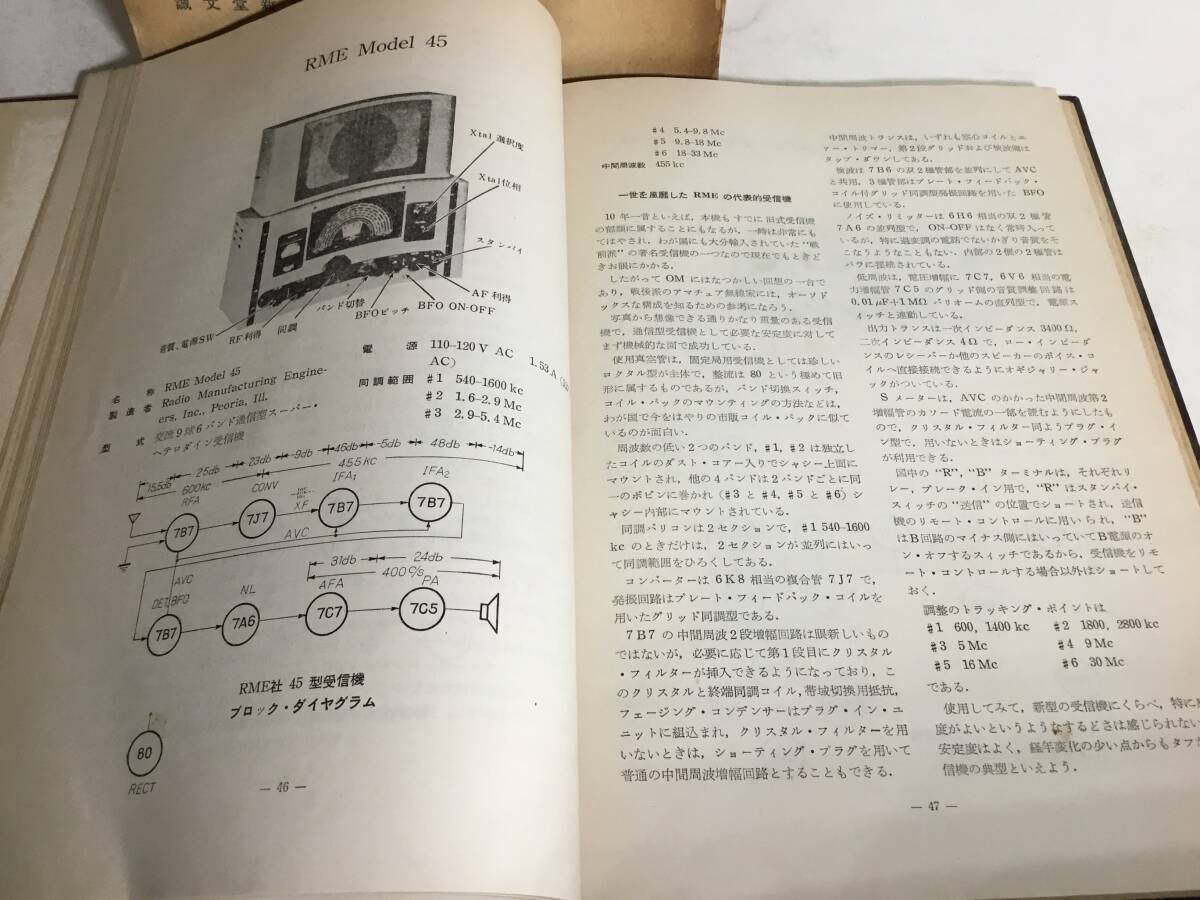 誠文堂新
RME Model 45
Xtal 選択度
Xtal位相
スタンバイ
AF 利得
BFO ON-OFF
BFOピッチ
バンド切替
同調
RF 利得
音質、電源SW
名 称 RME Model 45
製造者 Radio Manufacturing Engine-
ers, Inc., Peoria, Ill.
型 式 交流9球6バンド通信型スーパー・
ヘテロダイン受信機
電 源 110–120 V AC 1.53 A
AC)
同調範囲 #1 540–1600 kc
#2 1.6–2.9 Mc
#3 2.9–5.4 Mc
15.5db 25db 23db -9db 46db -5db 48db -14db
600KC 455KC
RFA CONV XF IFA1 IFA2
7B7 7J7 7B7 7B7
AVC
AVC
31db 24db
400c/s
DET.BFO NL AFA PA
7B7 7A6 7C7 7C5
RME社 45 型受信機
ブロック・ダイヤグラム
80
RECT
— 46 —
#4 5.4–9.8 Mc
#5 9.8–18 Mc
#6 18–33 Mc
中間周波数 455 kc
一世を風靡した RME の代表的受信機
10 年一昔といえば，本機も すでに 旧式受信機
の部類に属することにもなるが，一時は非常にも
てはやされ，わが国にも大分輸入されていた“戦
前派”の著名受信機の一つなので現在でもときど
きお眼にかかる．
したがって OM にはなつかしい回想の一台で
あり，戦後派のアマチュア無線家には，オーソド
ックスな構成を知るための参考になろう．
写真から想像できる通りかなり重量のある受信
機で，通信型受信機として必要な安定度に対して
まず機械的な面で成功している．
使用真空管は，固定局用受信機としては珍しい
ロクタル型が主体で，整流は 80 という極めて旧
形に属するものであるが，バンド切換スイッチ，
コイル・パックのマウンティングの方法などは，
わが国で今をはやりの市販コイル・パックに似て
いるのが面白い．
周波数の低い2つのバンド，#1，#2 は独立し
たコイルのダスト・コアー入りでシャシー上面に
マウントされ，他の4バンドは2バンドごとに同
一のボビンに巻かれ（#3 と #4，#5 と #6）シ
ャシー内部にマウントされている．
同調バリコンは2セクションで，#1 540–1600
kc のときだけは，2セクションが並列にはいっ
て同調範囲をひろくしてある．
コンバーターは 6K8 相当の複合管 7J7 で，
発振回路はプレート・フィードバック・コイルを
用いたグリッド同調型である．
7B7 の中間周波2段増幅回路は眼新しいもの
ではないが，必要に応じて第1段目にクリスタル
・フィルターが挿入できるようになっており，こ
のクリスタルと終端同調コイル，帯域切換用抵抗，
フェージング・コンデンサーはプラグ・イン・ユ
ニットに組込まれ，クリスタル・フィルターを用
いないときは，ショーティング・プラグを用いて
普通の中間周波増幅回路とすることもできる．
中間周波トランスは，いずれも空心コイルとエ
アー・トリマー，第2段グリッドおよび検波側は
タップ・ダウンしてある．
検波は 7B6 の双2極管部を並列にして AVC
と共用，3極管部はプレート・フィードバック・
コイル付グリッド同調型発振回路を用いた BFO
に使用している．
ノイズ・リミッターは 6H6 相当の双2極管
7A6 の並列型で，ON-OFF はなく常時入って
いるが，特に過変調の電路でないかぎり音質をそ
こなうようなこともない．内部の2個の2極管は
パラに接続されている．
低周波は，電圧増幅に 7C7，6V6 相当の電
力増幅管 7C5 のグリッド側の音質調整回路は
0.01 μF+1 MΩ バリオームの直列型で，電源ス
ィッチと連動している．
出力トランスは一次インピーダンス 3400 Ω，
二次インピーダンス 4 Ω で，ロー・インピーダ
ンスのレシーバーか他のスピーカーのボイス・コ
イルへ直接接続できるようにオギジャリー・ジャ
ックがついている．
S メーターは，AVC のかかった中間周波第2
増幅管のカソード電流の一部を読むようにしたも
ので，クリスタル・フィルター同ようプラグ・イ
ン型で，用いないときはショーティング・プラグ
が利用できる．
図中の “R”，“B” ターミナルは，それぞれリ
レー，ブレーク・イン用で，“R” はスタンバイ・
スイッチの “送信” の位置でショートされ，送信
機のリモート・コントロールに用いられ，“B”
はB回路のマイナス側にはいっていてB電源のオ
ン・オフするスィッチであるから，受信機をリモ
ート・コントロールする場合以外はショートして
おく．
調整のトラッキング・ポイントは
#1 600, 1400 kc #2 1800, 2800 kc
#3 5 Mc #4 9 Mc
#5 16 Mc #6 30 Mc
である．
使用してみて，新型の受信機にくらべ，特に
度がよいというようなするどさは感じられない
安定度はよく，経年変化の少い点からもタフ
信機の典型といえよう．
— 47 —